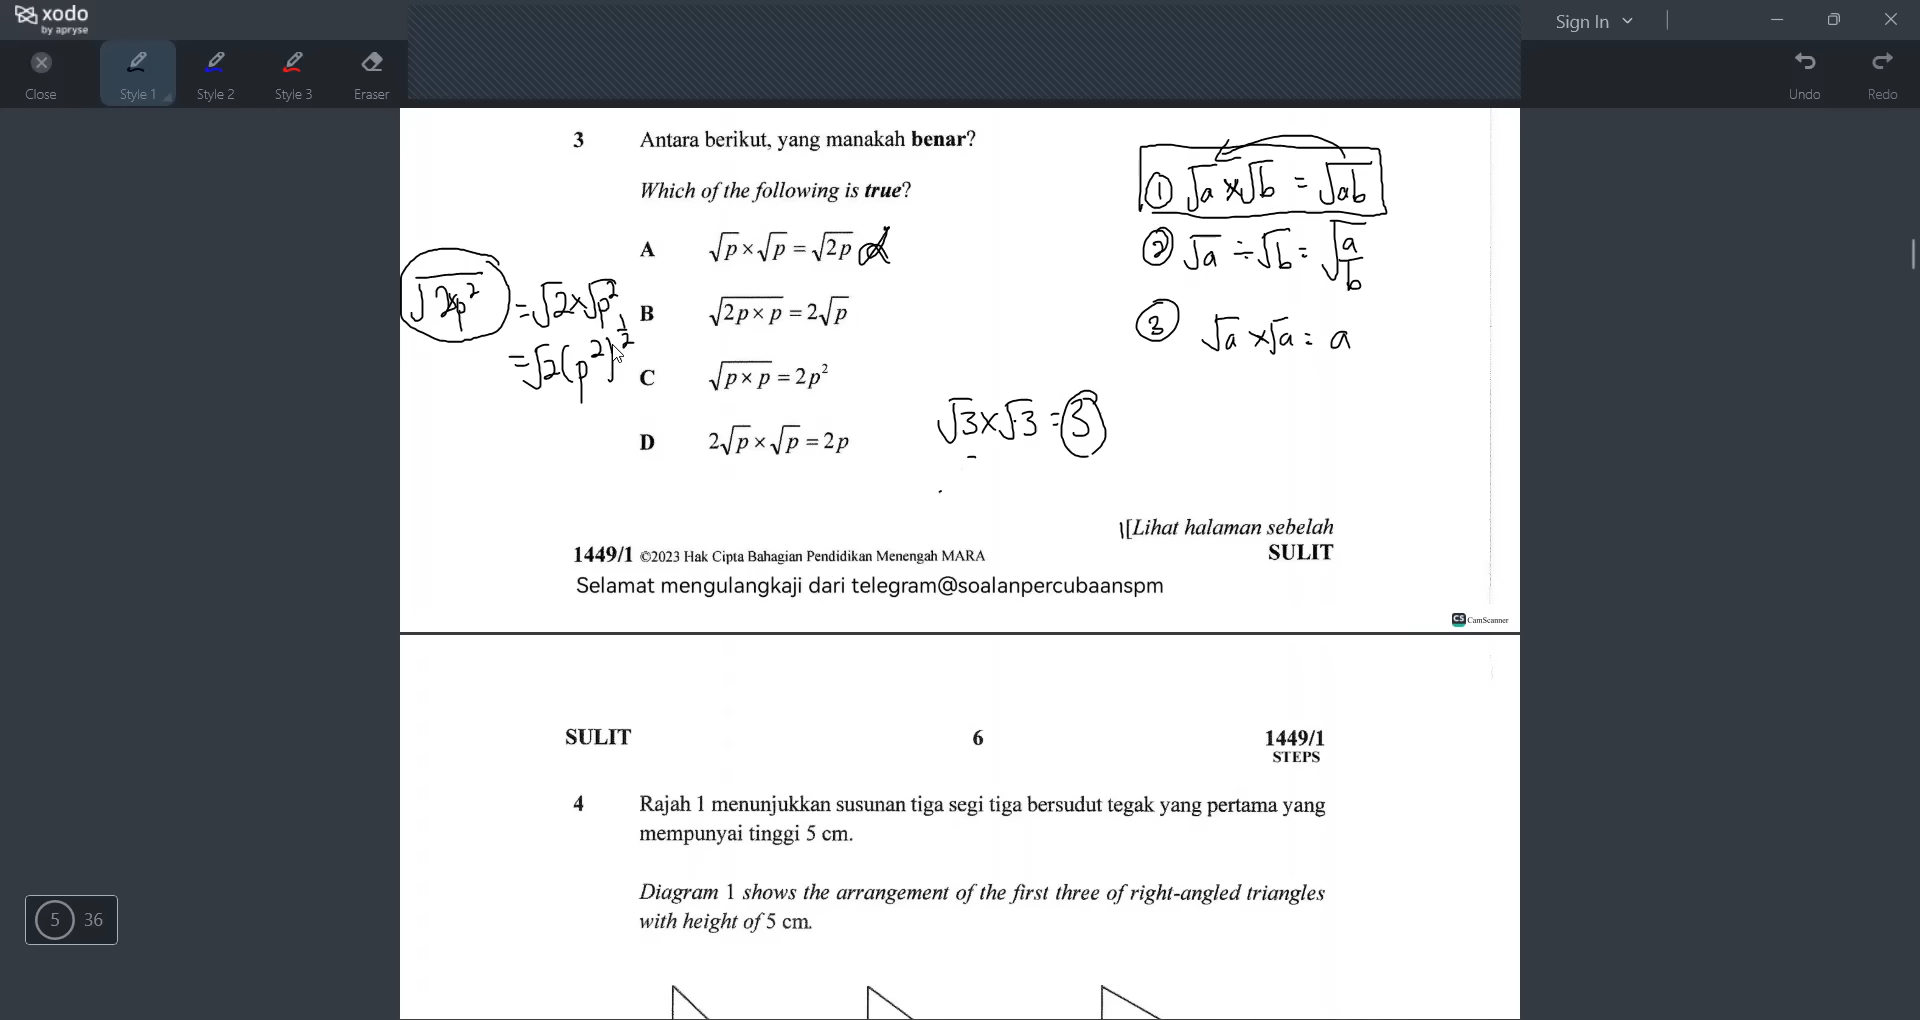 xodo
by apryse
Sign In
Close
Style 1
Style 2
Style 3
Eraser
Undo
Redo
3 Antara berikut, yang manakah benar?
Which of the following is true?
A √p × √p = √(2p)
B √(2p × p) = 2√p
C √(p × p) = 2p²
D 2√p × √p = 2p
① √a × √b = √(ab)
② √a ÷ √b = √(a/b)
③ √a × √a = a
√(2×p²) = √2 × √p²
= √2 (p²)^½
√3 × √3 = 3
[Lihat halaman sebelah
1449/1 ©2023 Hak Cipta Bahagian Pendidikan Menengah MARA
SULIT
Selamat mengulangkaji dari telegram@soalanpercubaanspm
CS CamScanner
SULIT 6 1449/1
STEPS
4 Rajah 1 menunjukkan susunan tiga segi tiga bersudut tegak yang pertama yang
mempunyai tinggi 5 cm.
Diagram 1 shows the arrangement of the first three of right-angled triangles
with height of 5 cm.
5 36